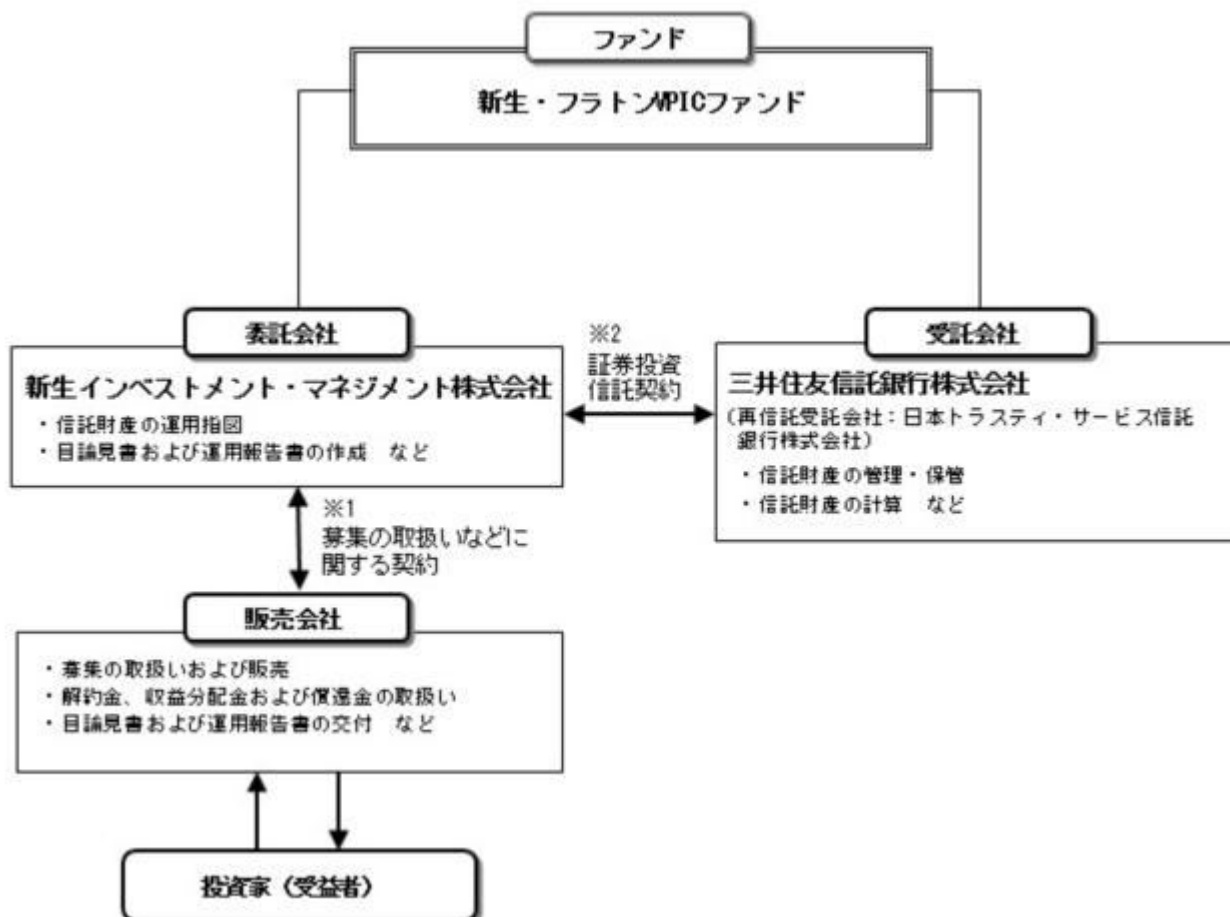 ファンド
新生・フラトンVPICファンド
委託会社
新生インベストメント・マネジメント株式会社
・信託財産の運用指図
・目論見書および運用報告書の作成 など
※2
証券投資
信託契約
受託会社
三井住友信託銀行株式会社
(再信託受託会社:日本トラスティ・サービス信託
銀行株式会社)
・信託財産の管理・保管
・信託財産の計算 など
※1
募集の取扱いなどに
関する契約
販売会社
・募集の取扱いおよび販売
・解約金、収益分配金および償還金の取扱い
・目論見書および運用報告書の交付 など
投資家(受益者)